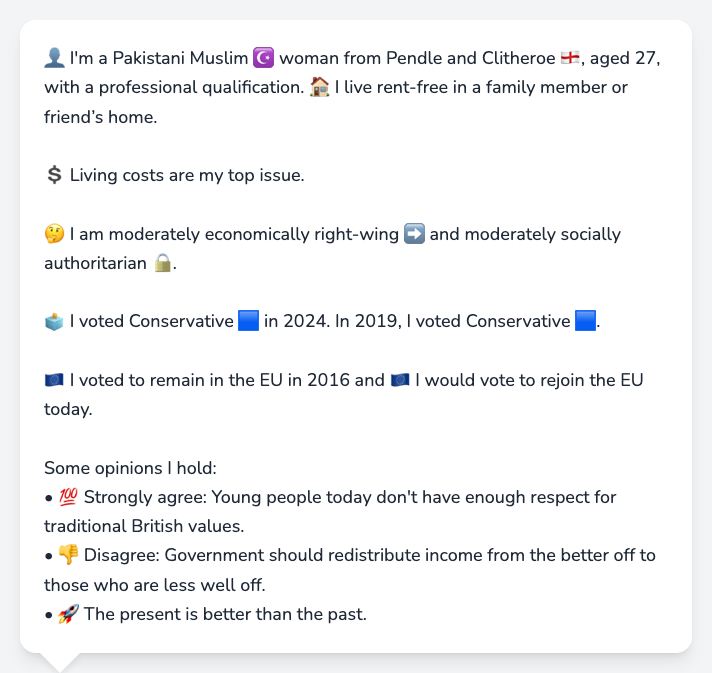 👤 I'm a Pakistani Muslim ☪️ woman from Pendle and Clitheroe 🏴󠁧󠁢󠁥󠁮󠁧󠁿, aged 27,
with a professional qualification. 🏠 I live rent-free in a family member or
friend’s home.
💲 Living costs are my top issue.
🤔 I am moderately economically right-wing ➡️ and moderately socially
authoritarian 🔒.
🗳️ I voted Conservative 🟦 in 2024. In 2019, I voted Conservative 🟦.
🇪🇺 I voted to remain in the EU in 2016 and 🇪🇺 I would vote to rejoin the EU
today.
Some opinions I hold:
• 💯 Strongly agree: Young people today don't have enough respect for
traditional British values.
• 👎 Disagree: Government should redistribute income from the better off to
those who are less well off.
• 🚀 The present is better than the past.